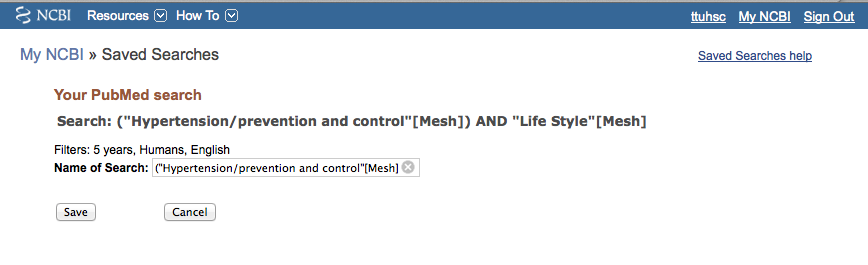 NCBI Resources How To ttuhsc My NCBI Sign Out
My NCBI » Saved Searches Saved Searches help
Your PubMed search
Search: ("Hypertension/prevention and control"[Mesh]) AND "Life Style"[Mesh]
Filters: 5 years, Humans, English
Name of Search: ("Hypertension/prevention and control"[Mesh]
Save Cancel